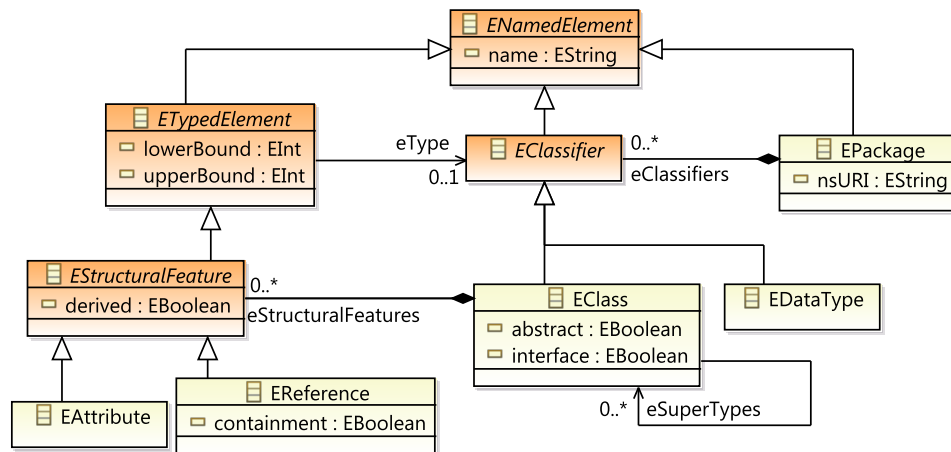 ENamedElement
name : EString
ETypedElement
lowerBound : EInt
upperBound : EInt
eType
0..1
EClassifier
0..*
eClassifiers
EPackage
nsURI : EString
EStructuralFeature
derived : EBoolean
0..*
eStructuralFeatures
EClass
abstract : EBoolean
interface : EBoolean
EDataType
EAttribute
EReference
containment : EBoolean
0..*
eSuperTypes